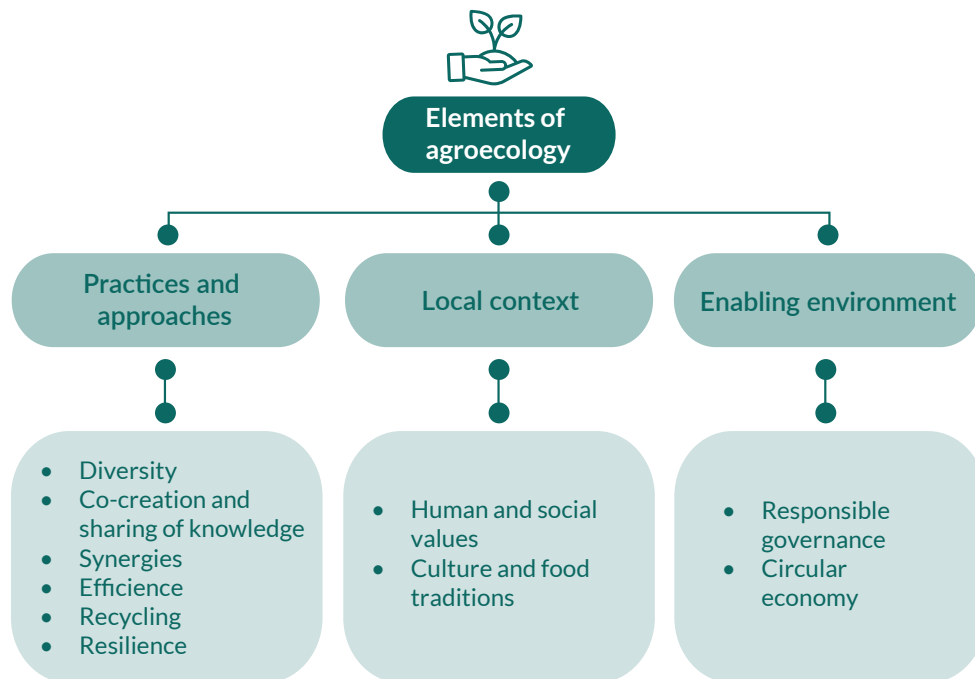 Elements of
agroecology
Practices and
approaches
Local context
Enabling environment
• Diversity
• Co-creation and
sharing of knowledge
• Synergies
• Efficience
• Recycling
• Resilience
• Human and social
values
• Culture and food
traditions
• Responsible
governance
• Circular
economy